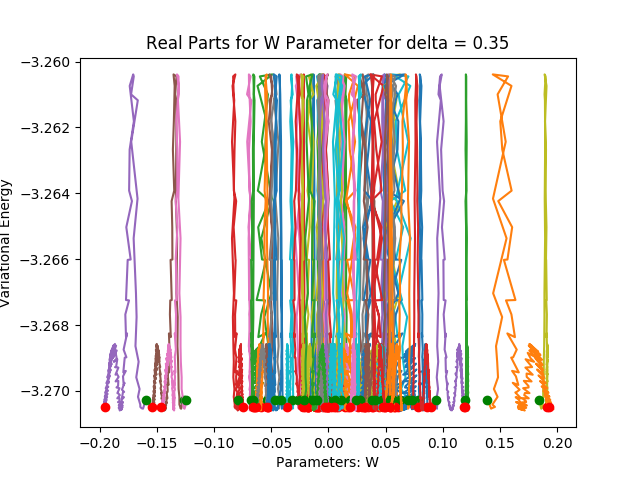 Real Parts for W Parameter for delta = 0.35
Variational Energy
−3.260
−3.262
−3.264
−3.266
−3.268
−3.270
−0.20 −0.15 −0.10 −0.05 0.00 0.05 0.10 0.15 0.20
Parameters: W